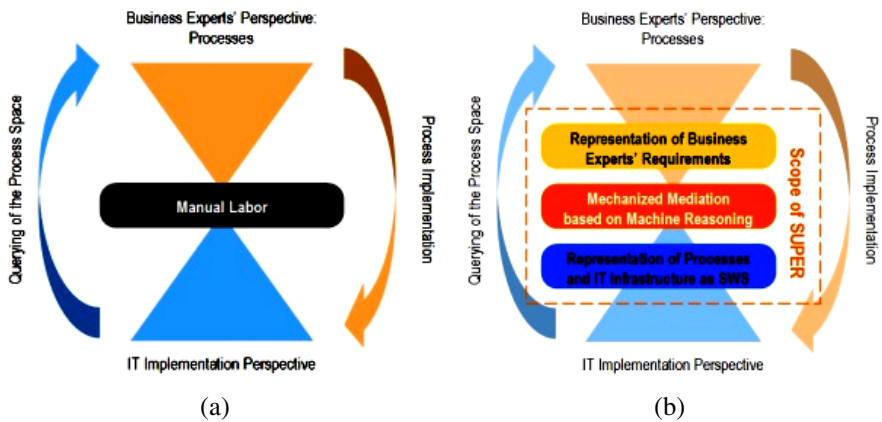 Business Experts' Perspective:
Processes
Querying of the Process Space
Manual Labor
Process Implementation
IT Implementation Perspective
(a)
Business Experts' Perspective:
Processes
Querying of the Process Space
Representation of Business
Experts' Requirements
Mechanized Mediation
based on Machine Reasoning
Representation of Processes
and IT Infrastructure as SWS
Scope of SUPER
Process Implementation
IT Implementation Perspective
(b)